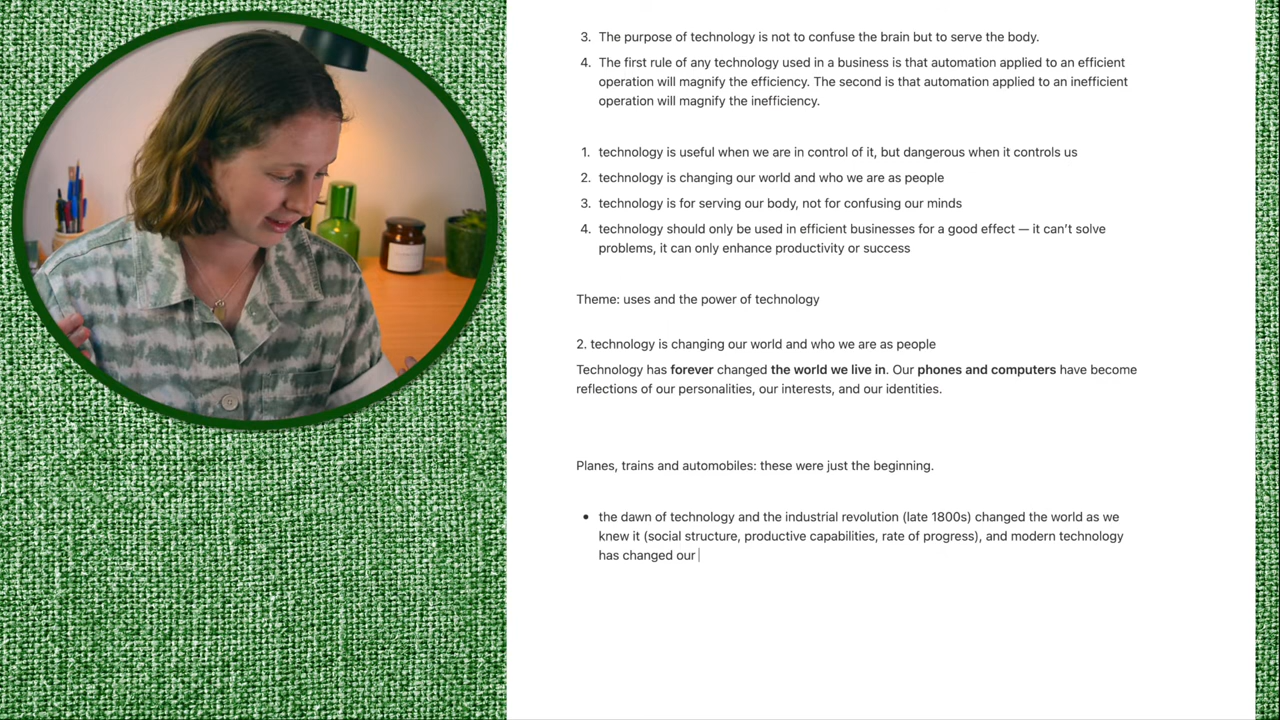 3. The purpose of technology is not to confuse the brain but to serve the body.
4. The first rule of any technology used in a business is that automation applied to an efficient
operation will magnify the efficiency. The second is that automation applied to an inefficient
operation will magnify the inefficiency.
1. technology is useful when we are in control of it, but dangerous when it controls us
2. technology is changing our world and who we are as people
3. technology is for serving our body, not for confusing our minds
4. technology should only be used in efficient businesses for a good effect — it can’t solve
problems, it can only enhance productivity or success
Theme: uses and the power of technology
2. technology is changing our world and who we are as people
Technology has forever changed the world we live in. Our phones and computers have become
reflections of our personalities, our interests, and our identities.
Planes, trains and automobiles: these were just the beginning.
• the dawn of technology and the industrial revolution (late 1800s) changed the world as we
knew it (social structure, productive capabilities, rate of progress), and modern technology
has changed our